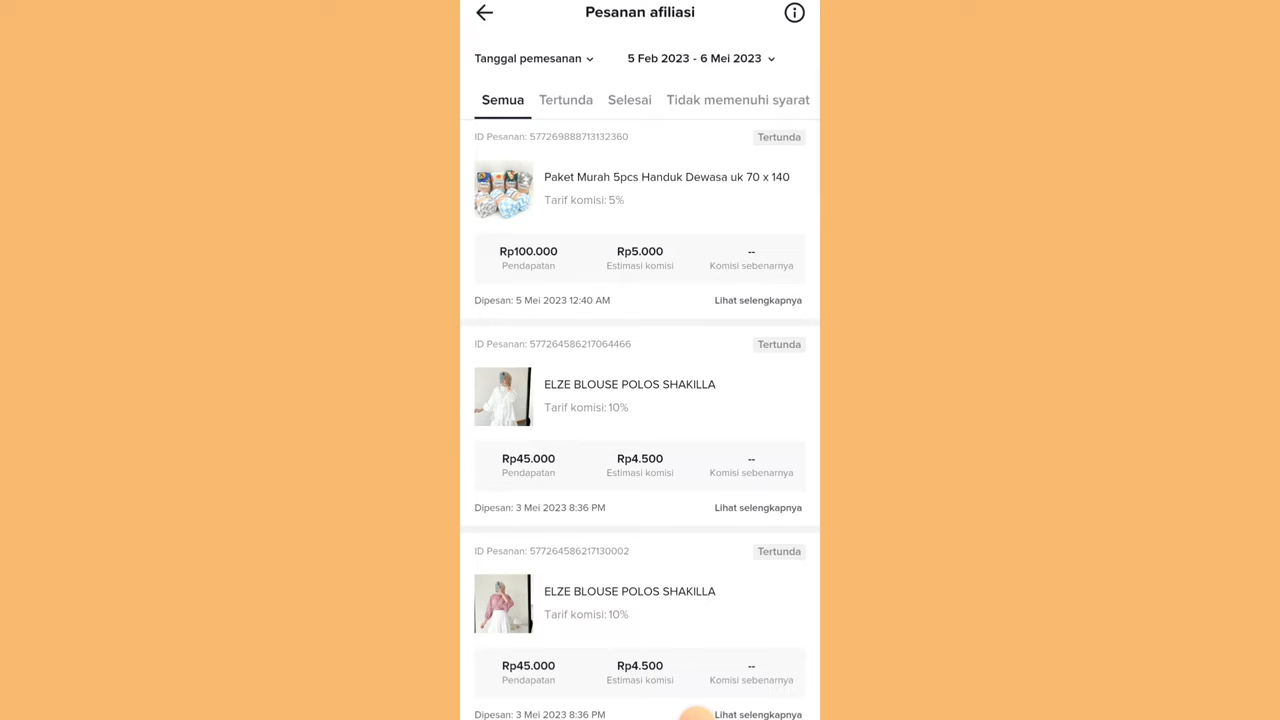 Pesanan afiliasi
Tanggal pemesanan 5 Feb 2023 - 6 Mei 2023
Semua Tertunda Selesai Tidak memenuhi syarat
ID Pesanan: 577269888713132360 Tertunda
Paket Murah 5pcs Handuk Dewasa uk 70 x 140
Tarif komisi: 5%
Rp100.000 Rp5.000 --
Pendapatan Estimasi komisi Komisi sebenarnya
Dipesan: 5 Mei 2023 12:40 AM Lihat selengkapnya
ID Pesanan: 577264586217064466 Tertunda
ELZE BLOUSE POLOS SHAKILLA
Tarif komisi: 10%
Rp45.000 Rp4.500 --
Pendapatan Estimasi komisi Komisi sebenarnya
Dipesan: 3 Mei 2023 8:36 PM Lihat selengkapnya
ID Pesanan: 577264586217130002 Tertunda
ELZE BLOUSE POLOS SHAKILLA
Tarif komisi: 10%
Rp45.000 Rp4.500 --
Pendapatan Estimasi komisi Komisi sebenarnya
Dipesan: 3 Mei 2023 8:36 PM Lihat selengkapnya